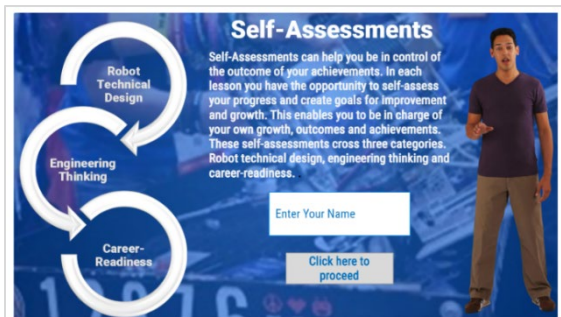 Self-Assessments
Self-Assessments can help you be in control of
the outcome of your achievements. In each
lesson you have the opportunity to self-assess
your progress and create goals for improvement
and growth. This enables you to be in charge of
your own growth, outcomes and achievements.
These self-assessments cross three categories.
Robot technical design, engineering thinking and
career-readiness. .
Robot
Technical
Design
Engineering
Thinking
Career-
Readiness
Enter Your Name
Click here to
proceed